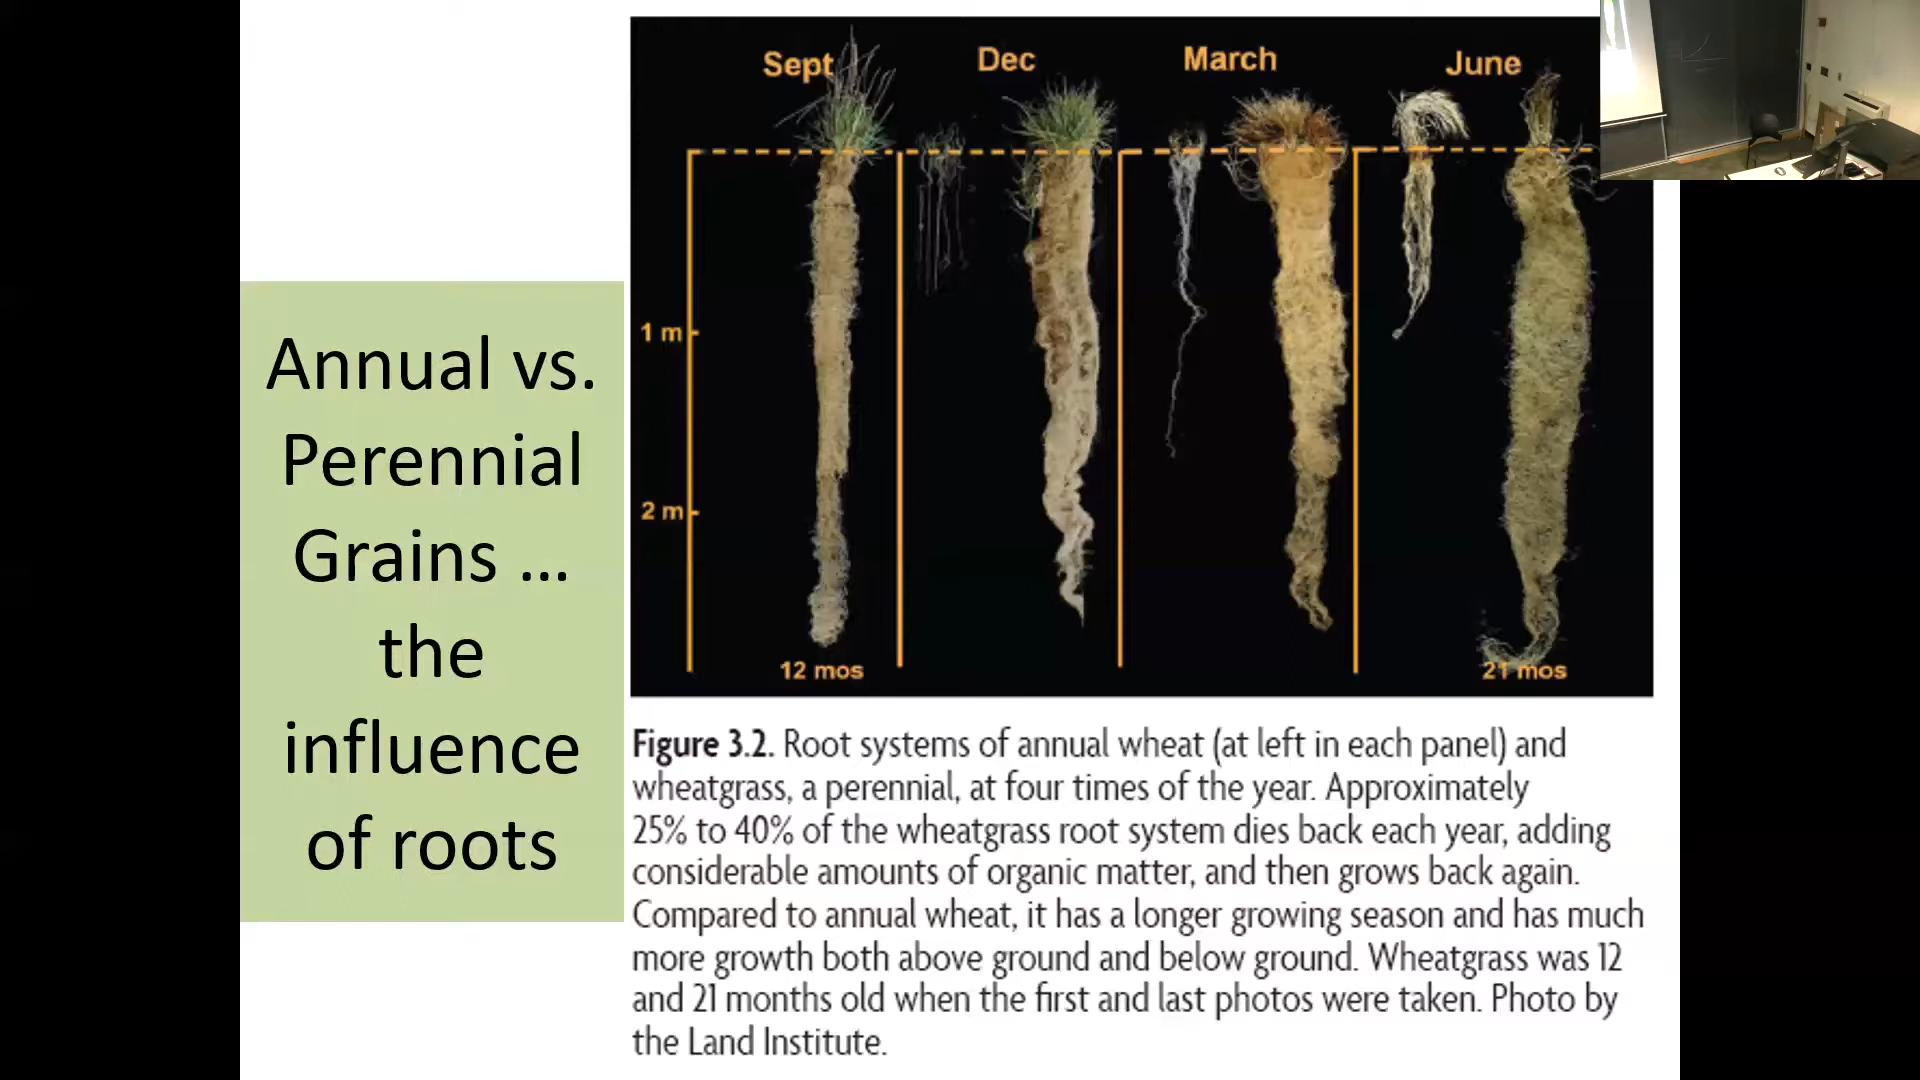 Annual vs.
Perennial
Grains ...
the
influence
of roots
Sept
Dec
March
June
1 m
2 m
12 mos
21 mos
Figure 3.2. Root systems of annual wheat (at left in each panel) and
wheatgrass, a perennial, at four times of the year. Approximately
25% to 40% of the wheatgrass root system dies back each year, adding
considerable amounts of organic matter, and then grows back again.
Compared to annual wheat, it has a longer growing season and has much
more growth both above ground and below ground. Wheatgrass was 12
and 21 months old when the first and last photos were taken. Photo by
the Land Institute.